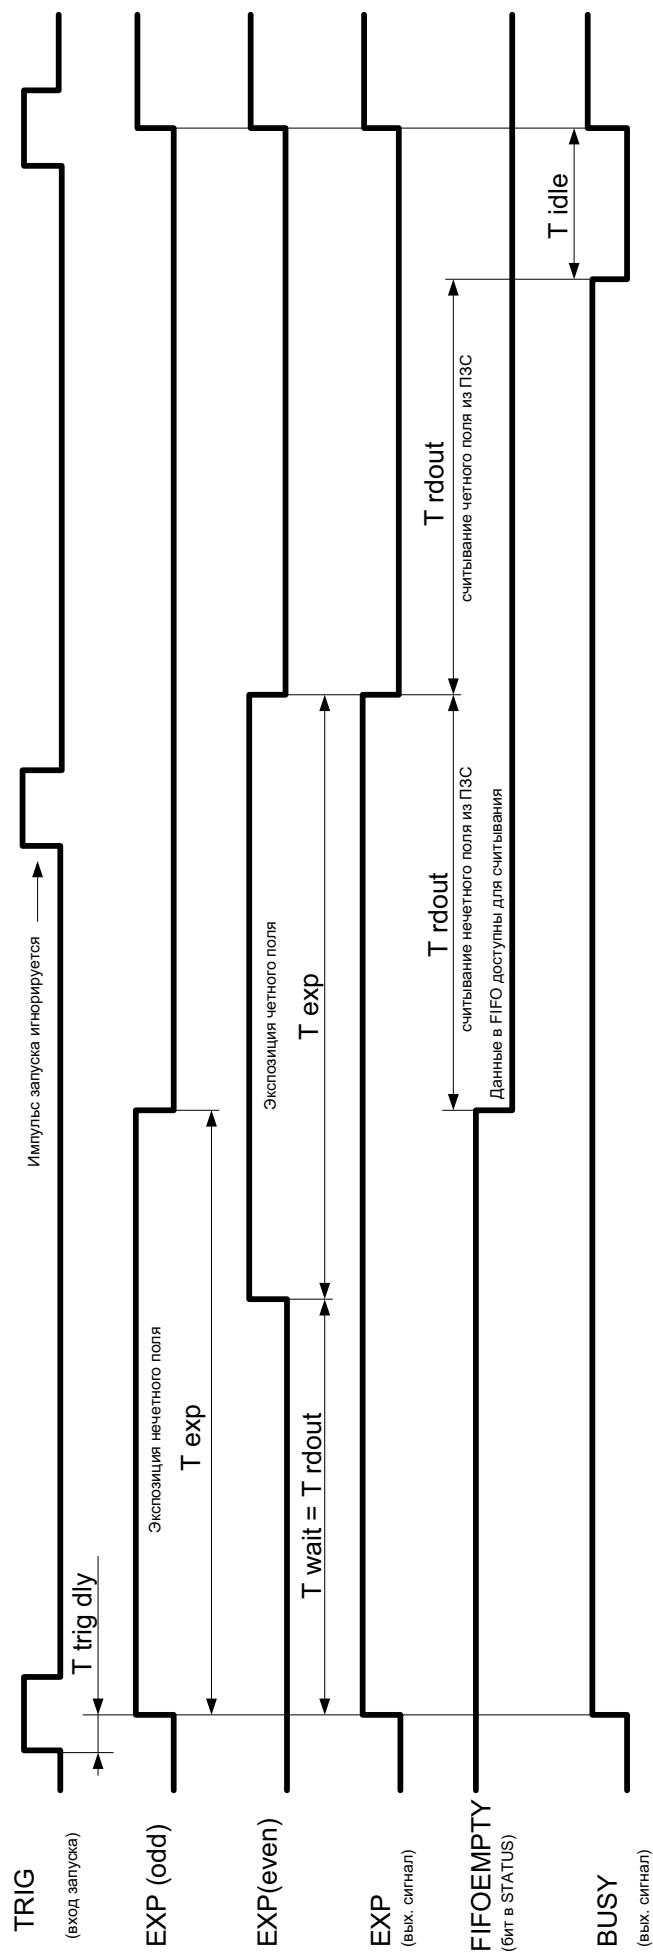 TRIG
(вход запуска)
T trig dly
Импульс запуска игнорируется
EXP (odd)
Экспозиция нечетного поля
T exp
EXP(even)
T wait = T rdout
Экспозиция четного поля
T exp
EXP
(вых. сигнал)
FIFOEMPTY
(бит в STATUS)
T rdout
считывание нечетного поля из ПЗС
Данные в FIFO доступны для считывания
T rdout
считывание четного поля из ПЗС
BUSY
(вых. сигнал)
T idle